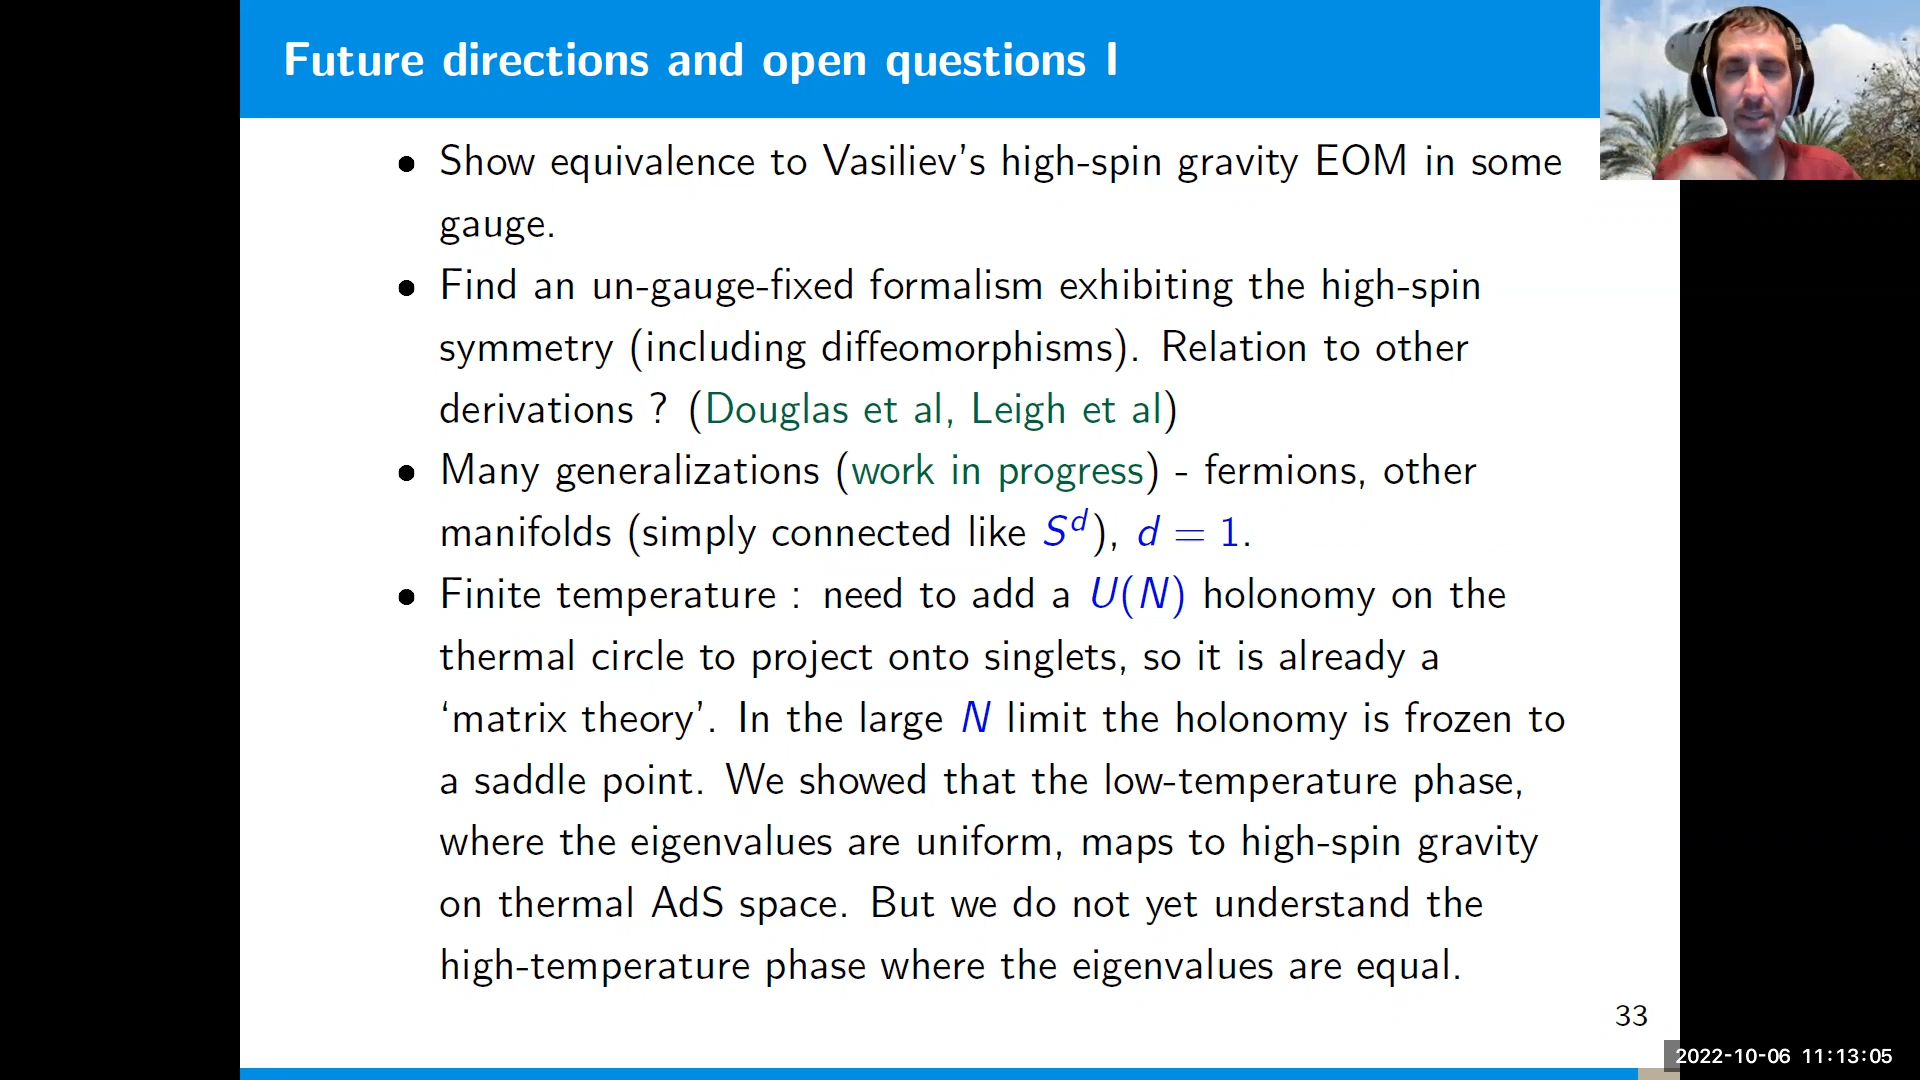 Future directions and open questions I
• Show equivalence to Vasiliev's high-spin gravity EOM in some
gauge.
• Find an un-gauge-fixed formalism exhibiting the high-spin
symmetry (including diffeomorphisms). Relation to other
derivations ? (Douglas et al, Leigh et al)
• Many generalizations (work in progress) - fermions, other
manifolds (simply connected like S^d), d = 1.
• Finite temperature : need to add a U(N) holonomy on the
thermal circle to project onto singlets, so it is already a
‘matrix theory’. In the large N limit the holonomy is frozen to
a saddle point. We showed that the low-temperature phase,
where the eigenvalues are uniform, maps to high-spin gravity
on thermal AdS space. But we do not yet understand the
high-temperature phase where the eigenvalues are equal.
33
2022-10-06 11:13:05